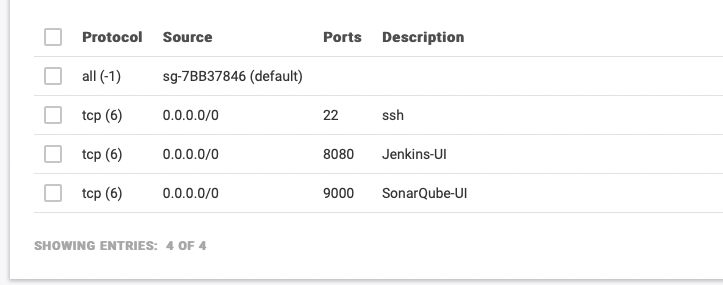 Protocol Source Ports Description
all (-1) sg-7BB37846 (default)
tcp (6) 0.0.0.0/0 22 ssh
tcp (6) 0.0.0.0/0 8080 Jenkins-UI
tcp (6) 0.0.0.0/0 9000 SonarQube-UI
SHOWING ENTRIES: 4 OF 4